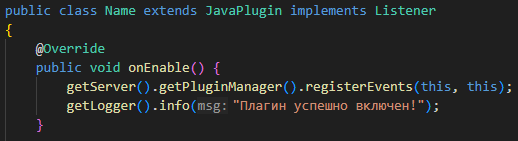 public class Name extends JavaPlugin implements Listener
{
@Override
public void onEnable() {
getServer().getPluginManager().registerEvents(this, this);
getLogger().info(msg:"Плагин успешно включен!");
}